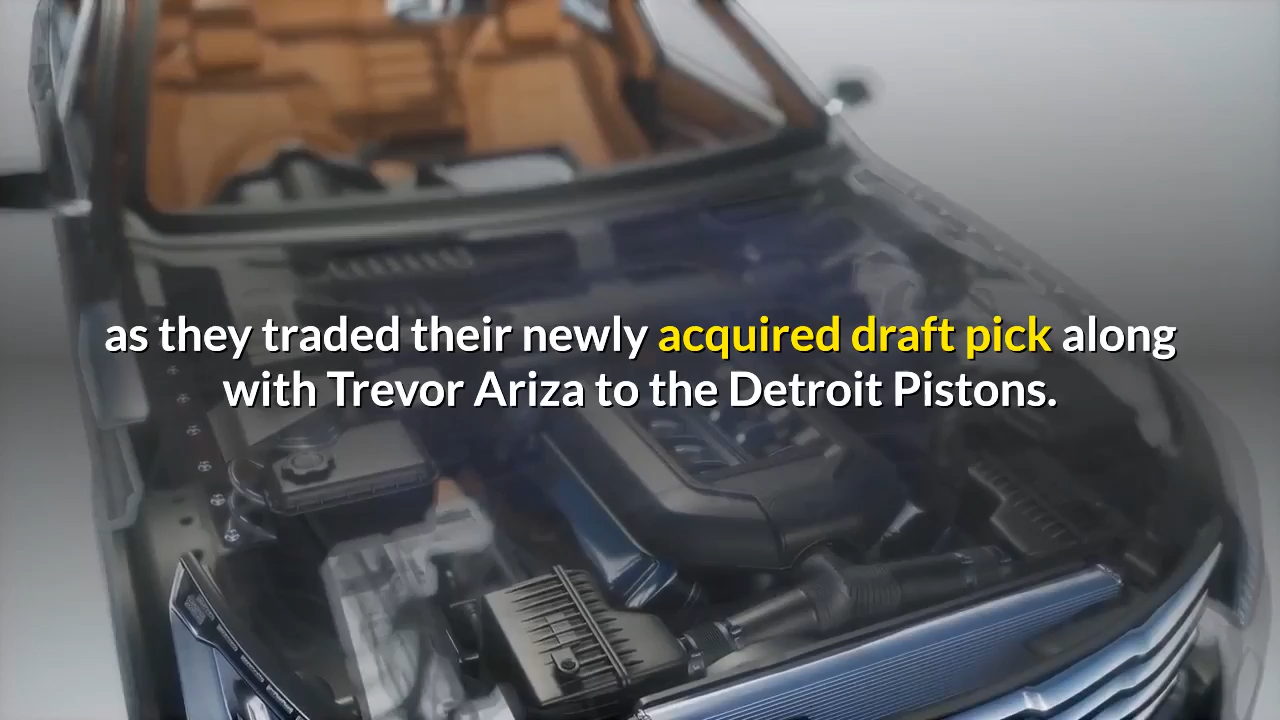 as they traded their newly acquired draft pick along
with Trevor Ariza to the Detroit Pistons.